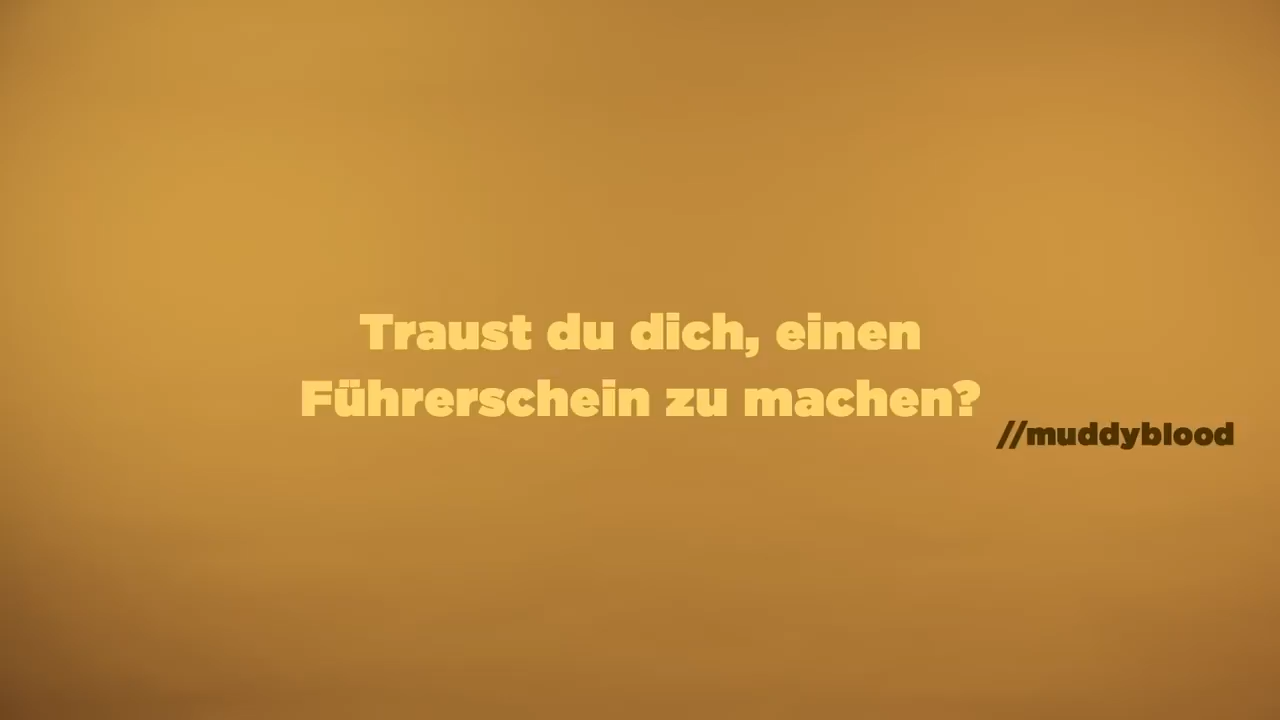 Traust du dich, einen
Führerschein zu machen?
//muddyblood